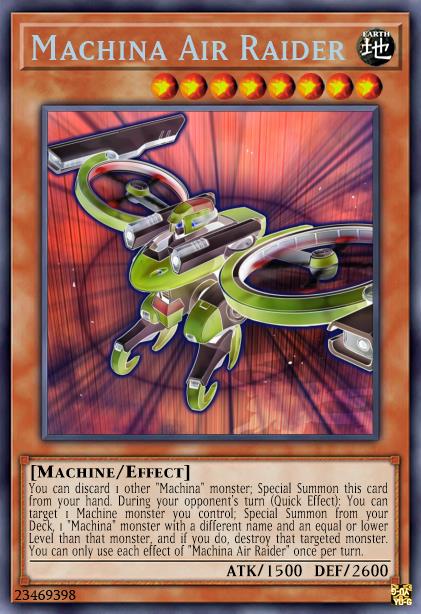 MACHINA AIR RAIDER
EARTH
地
[MACHINE/EFFECT]
You can discard 1 other "Machina" monster; Special Summon this card
from your hand. During your opponent's turn (Quick Effect): You can
target 1 Machine monster you control; Special Summon from your
Deck, 1 "Machina" monster with a different name and an equal or lower
Level than that monster, and if you do, destroy that targeted monster.
You can only use each effect of "Machina Air Raider" once per turn.
ATK/1500 DEF/2600
23469398